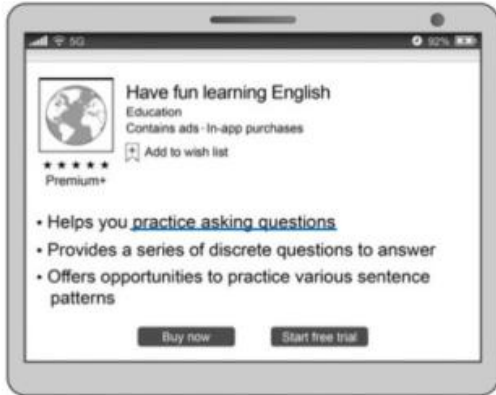 5G 92%
Have fun learning English
Education
Contains ads · In-app purchases
Add to wish list
★★★★★
Premium+
• Helps you practice asking questions
• Provides a series of discrete questions to answer
• Offers opportunities to practice various sentence
patterns
Buy now Start free trial